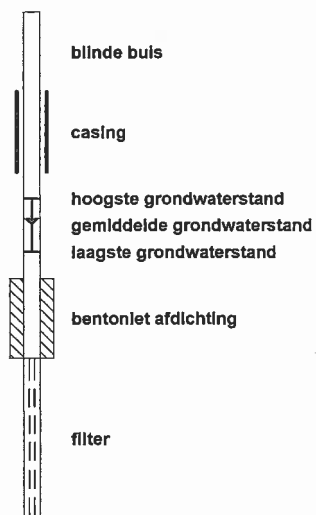 blinde buis
casing
hoogste grondwaterstand
gemiddelde grondwaterstand
laagste grondwaterstand
bentoniet afdichting
filter